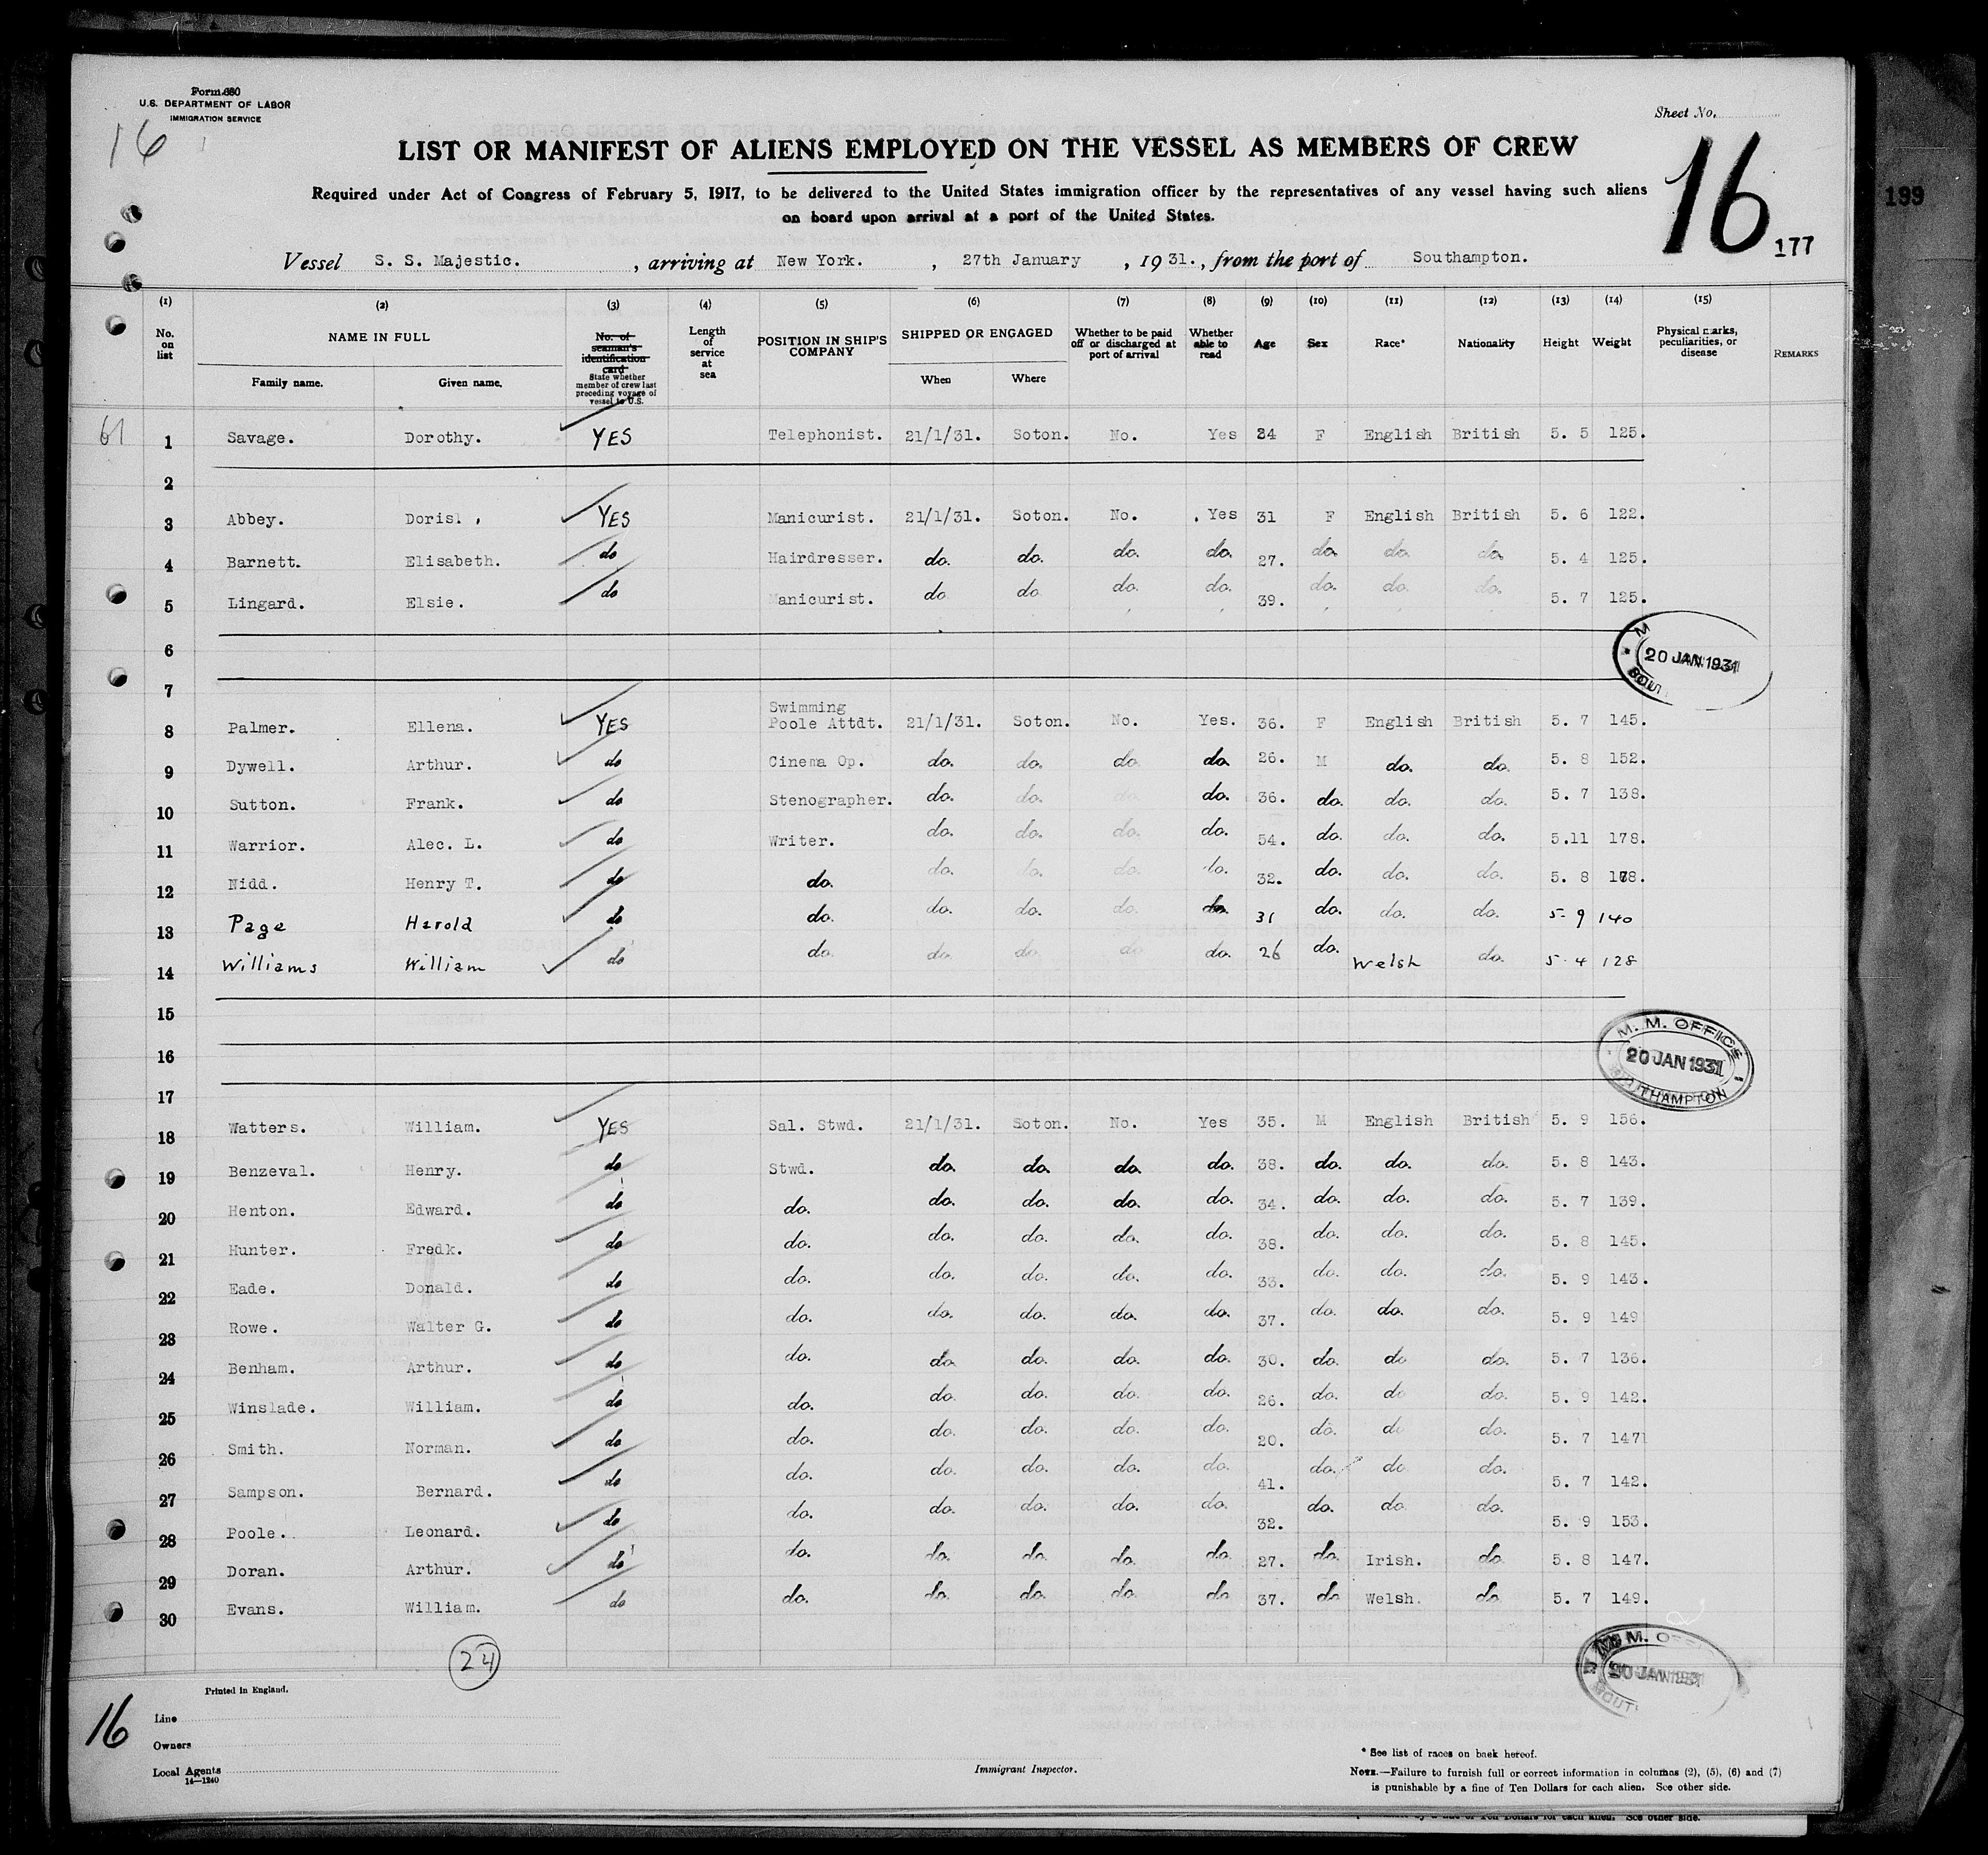 Form 680
U.S. DEPARTMENT OF LABOR
IMMIGRATION SERVICE
16
Sheet No.
16
199
177
LIST OR MANIFEST OF ALIENS EMPLOYED ON THE VESSEL AS MEMBERS OF CREW
Required under Act of Congress of February 5, 1917, to be delivered to the United States immigration officer by the representatives of any vessel having such aliens
on board upon arrival at a port of the United States.
Vessel S. S. Majestic. , arriving at New York. , 27th January , 1931. , from the port of Southampton.
(1) (2) (3) (4) (5) (6) (7) (8) (9) (10) (11) (12) (13) (14) (15)
No. on list
NAME IN FULL
Family name. Given name.
No. of seaman's identification card
State whether member of crew last preceding voyage of vessel to U.S.
Length of service at sea
POSITION IN SHIP'S COMPANY
SHIPPED OR ENGAGED
When Where
Whether to be paid off or discharged at port of arrival
Whether able to read
Age
Sex
Race*
Nationality
Height
Weight
Physical marks, peculiarities, or disease
REMARKS
61 1 Savage. Dorothy. YES Telephonist. 21/1/31. Soton. No. Yes 34 F English British 5. 5 125.
2
3 Abbey. Doris. YES Manicurist. 21/1/31. Soton. No. Yes 31 F English British 5. 6 122.
4 Barnett. Elisabeth. do Hairdresser. do. do. do. do. 27. do. do. do. 5. 4 125.
5 Lingard. Elsie. do Manicurist. do do do. do. 39. do. do. do. 5. 7 125.
6
20 JAN 1931
7
8 Palmer. Ellena. YES Swimming Poole Attdt. 21/1/31. Soton. No. Yes. 36. F English British 5. 7 145.
9 Dywell. Arthur. do Cinema Op. do. do. do do. 26. M do. do. 5. 8 152.
10 Sutton. Frank. do Stenographer. do. do. do do. 36. do. do. do. 5. 7 138.
11 Warrior. Alec. L. do Writer. do. do. do. do. 54. do. do. do. 5.11 178.
12 Nidd. Henry T. do do. do. do. do. do. 32. do. do. do. 5. 8 178.
13 Page Harold do do. do. do. do. do. 31 do. do. do. 5-9 140
14 Williams William do do. do. do. do do. 26 do. Welsh do. 5.4 128
15
16
M. M. OFFICE
20 JAN 1931
SOUTHAMPTON
17
18 Watters. William. YES Sal. Stwd. 21/1/31. Soton. No. Yes 35. M English British 5. 9 156.
19 Benzeval. Henry. do Stwd. do. do. do. do. 38. do. do. do. 5. 8 143.
20 Henton. Edward. do do. do. do. do. do. 34. do. do. do. 5. 7 139.
21 Hunter. Fredk. do do. do. do. do. do. 38. do. do. do. 5. 8 145.
22 Eade. Donald. do do. do. do. do. do. 33. do. do. do. 5. 9 143.
23 Rowe. Walter G. do do. do. do. do. do. 37. do. do. do. 5. 9 149
24 Benham. Arthur. do do. do. do. do. do. 30. do. do do. 5. 7 136.
25 Winslade. William. do do. do. do. do. do. 26. do. do do. 5. 9 142.
26 Smith. Norman. do do. do. do. do. do. 20. do. do do. 5. 7 147
27 Sampson. Bernard. do do. do. do. do. do. 41. do. do do. 5. 7 142.
28 Poole. Leonard. do do. do. do. do. do. 32. do. do. do. 5. 9 153.
29 Doran. Arthur. do do. do. do. do. do. 27. do. Irish. do 5. 8 147.
30 Evans. William. do do. do. do. do. do 37. do Welsh. do 5. 7 149.
24
M. M. O
20 JAN 1931
SOUT
Printed in England.
16
Line
Owners
Local Agents
14—1240
Immigrant Inspector.
* See list of races on back hereof.
NOTE.—Failure to furnish full or correct information in columns (2), (5), (6) and (7)
is punishable by a fine of Ten Dollars for each alien. See other side.
by a fine of Ten Dollars for each alien. See other side.